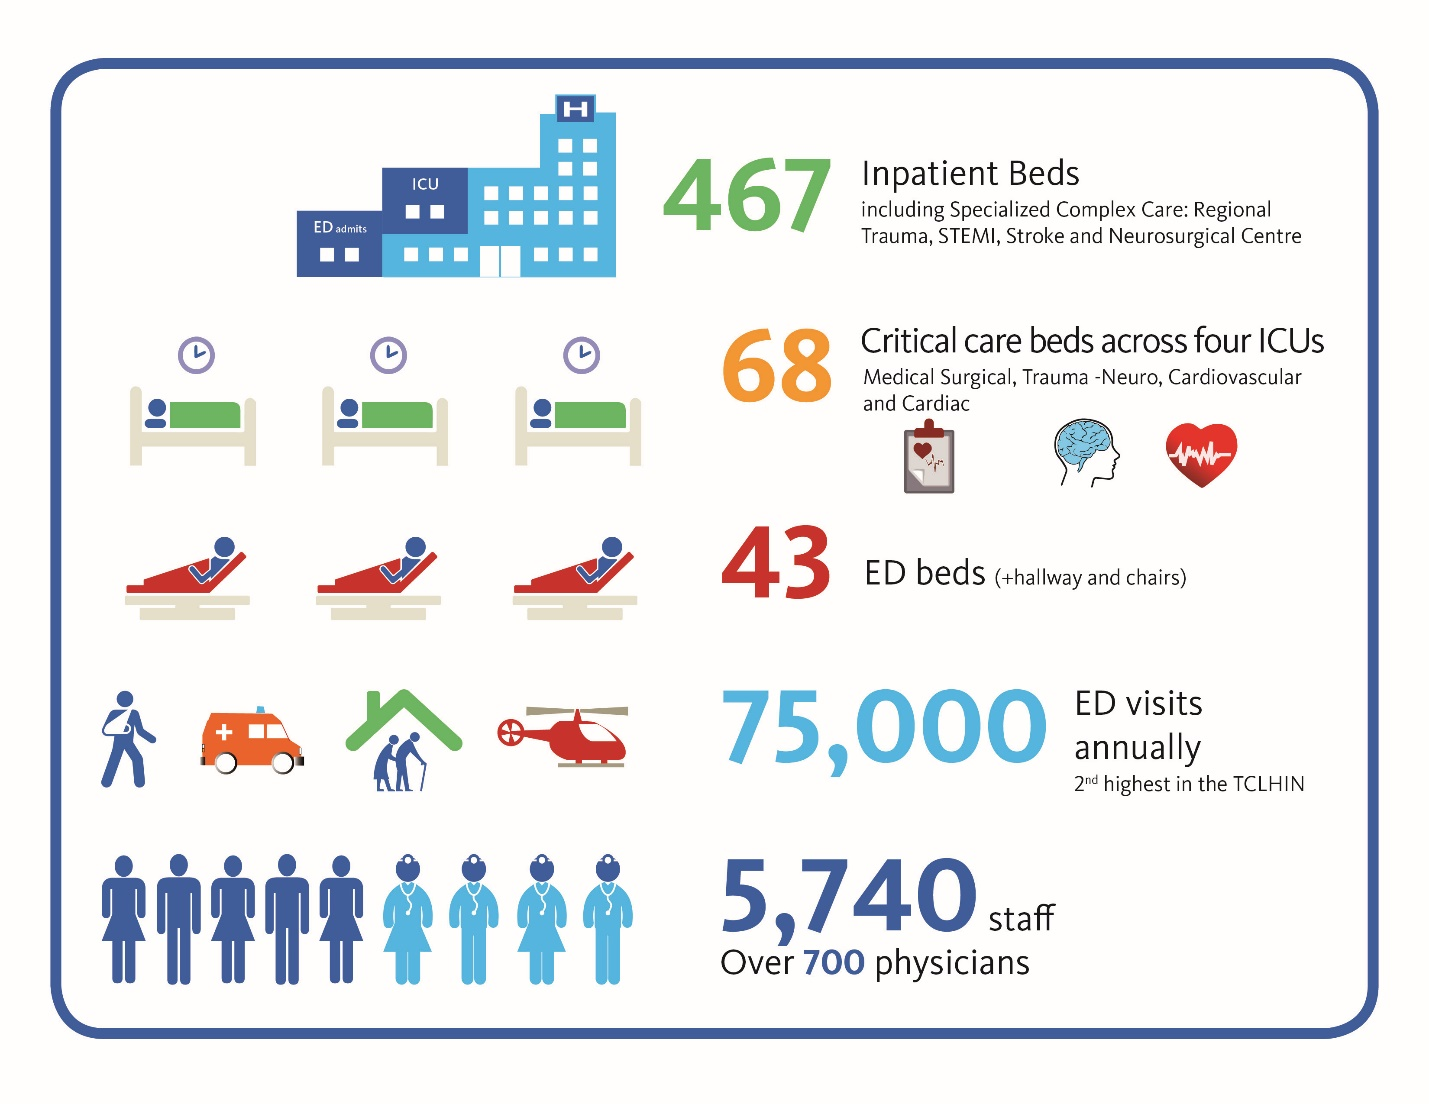 H
ICU
ED admits
467
Inpatient Beds
including Specialized Complex Care: Regional
Trauma, STEMI, Stroke and Neurosurgical Centre
68
Critical care beds across four ICUs
Medical Surgical, Trauma -Neuro, Cardiovascular
and Cardiac
43
ED beds (+hallway and chairs)
75,000
ED visits
annually
2nd highest in the TCLHIN
5,740 staff
Over 700 physicians